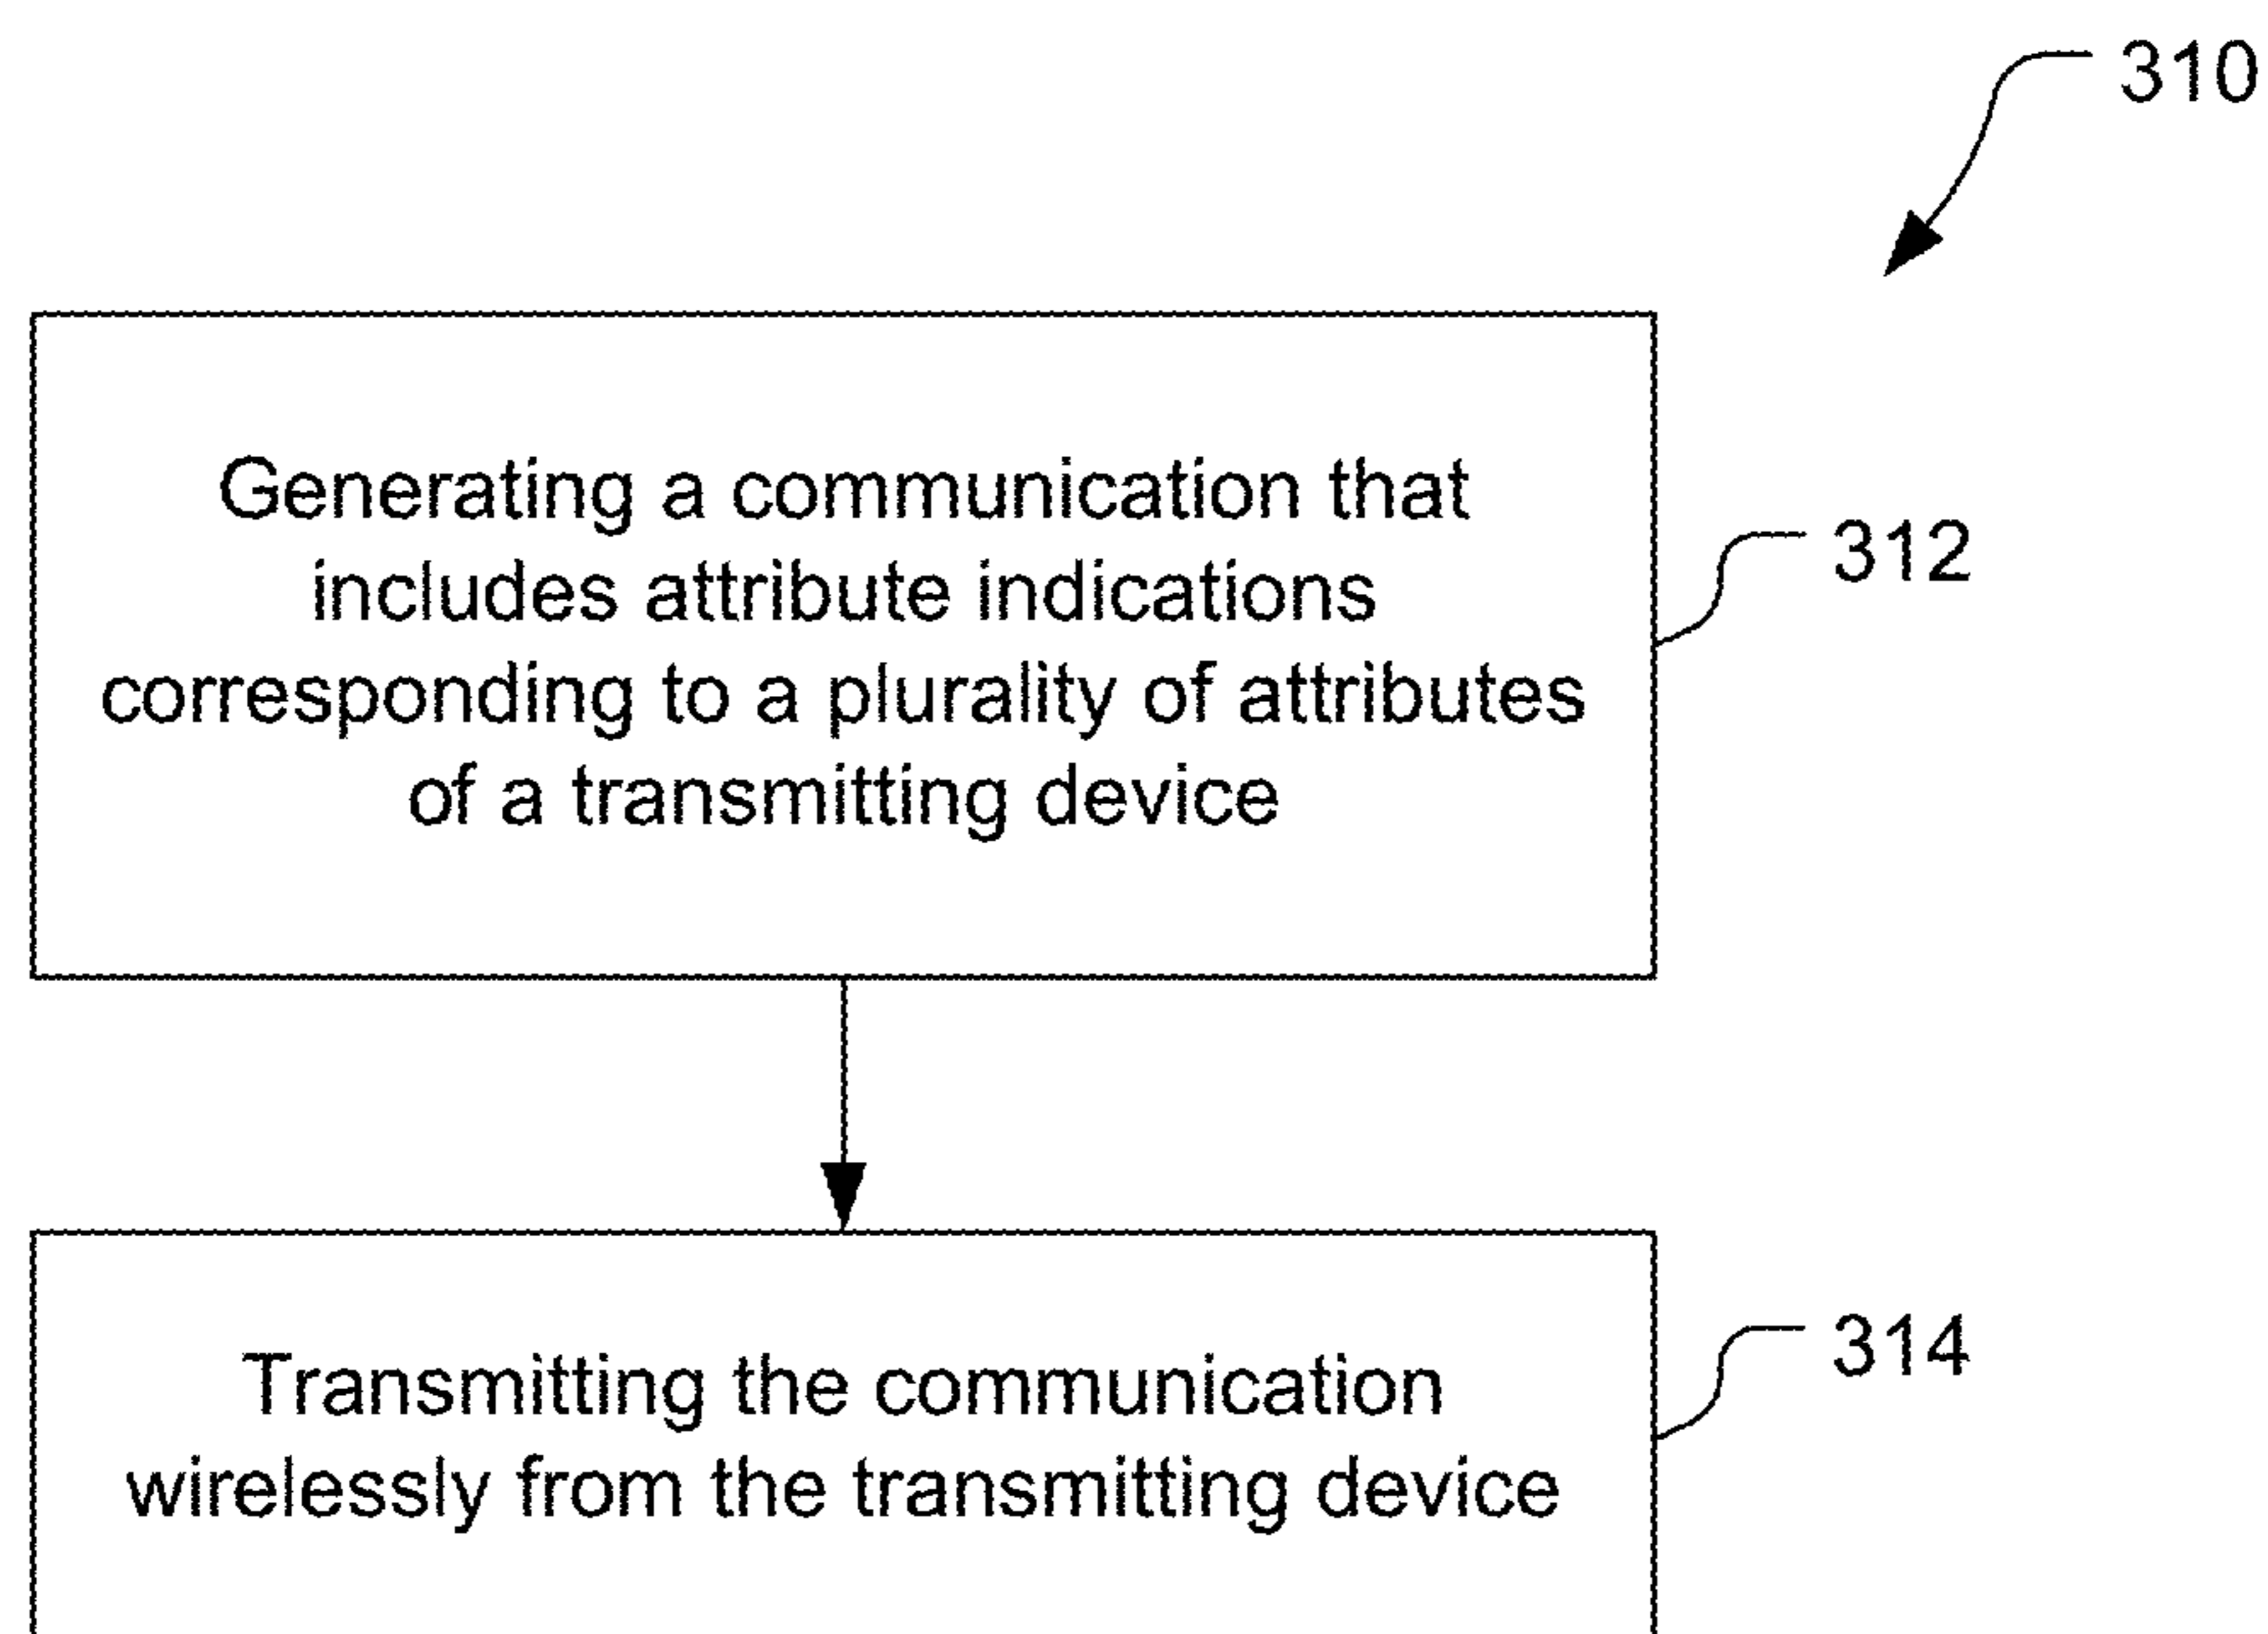 310
Generating a communication that
includes attribute indications
corresponding to a plurality of attributes
of a transmitting device
312
Transmitting the communication
wirelessly from the transmitting device
314